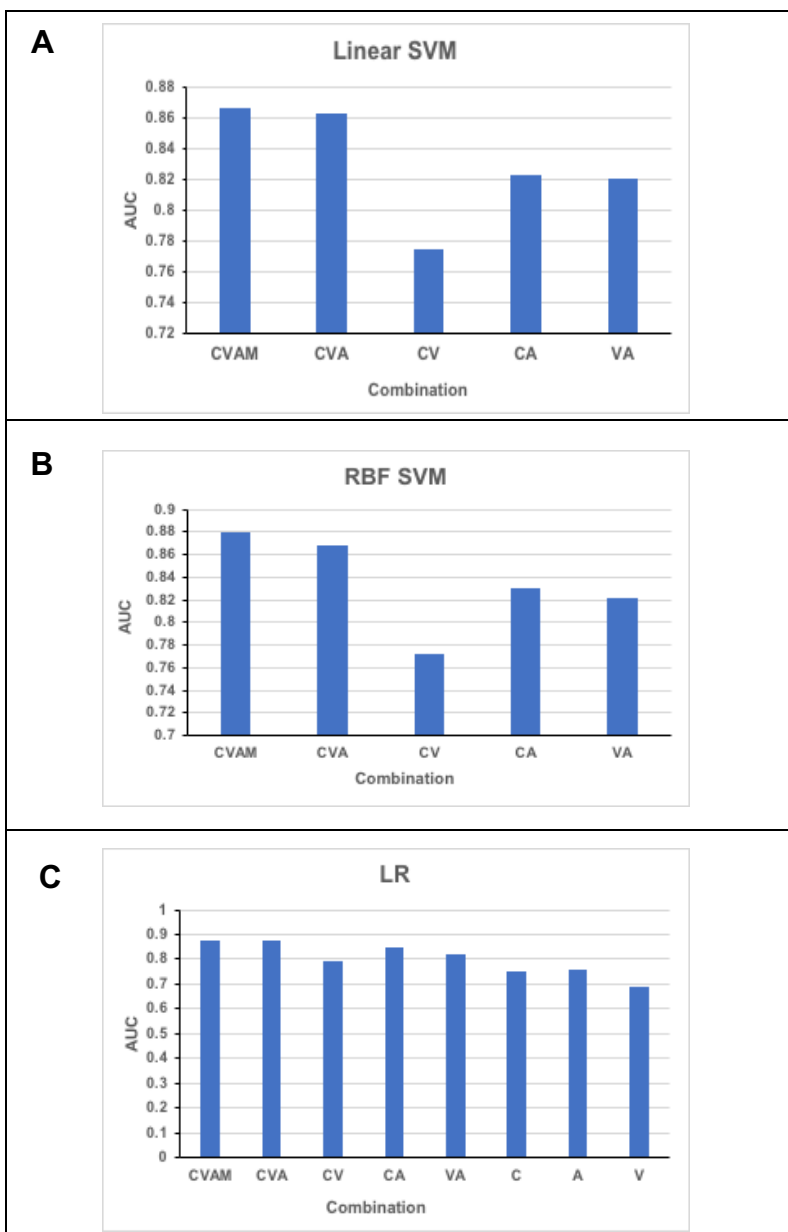 A
Linear SVM
0.88
0.86
0.84
0.82
0.8
0.78
0.76
0.74
0.72
AUC
CVAM CVA CV CA VA
Combination
B
RBF SVM
0.9
0.88
0.86
0.84
0.82
0.8
0.78
0.76
0.74
0.72
0.7
AUC
CVAM CVA CV CA VA
Combination
C
LR
1
0.9
0.8
0.7
0.6
0.5
0.4
0.3
0.2
0.1
0
AUC
CVAM CVA CV CA VA C A V
Combination